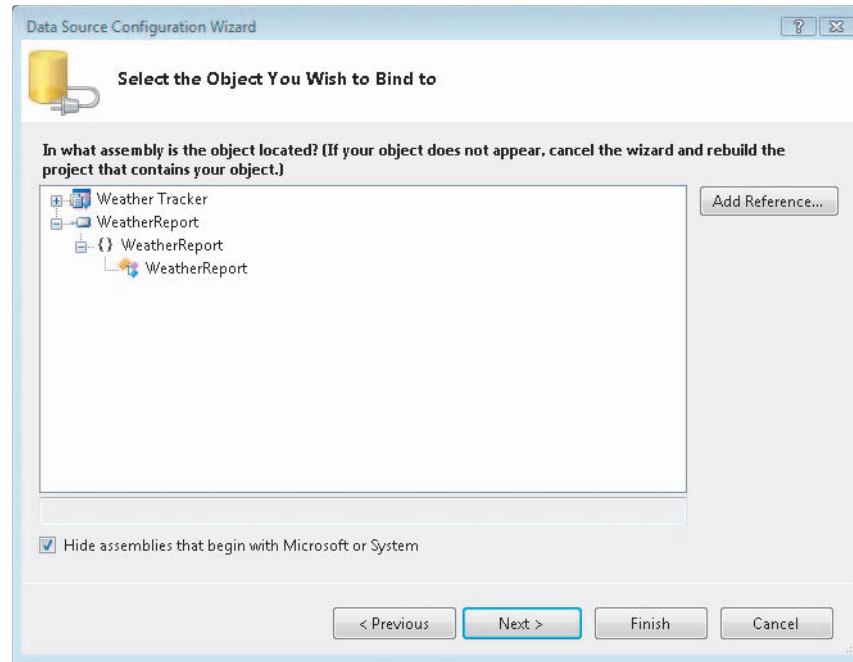 Data Source Configuration Wizard
Select the Object You Wish to Bind to
In what assembly is the object located? (If your object does not appear, cancel the wizard and rebuild the
project that contains your object.)
Weather Tracker
Add Reference...
WeatherReport
{} WeatherReport
WeatherReport
Hide assemblies that begin with Microsoft or System
< Previous
Next >
Finish
Cancel